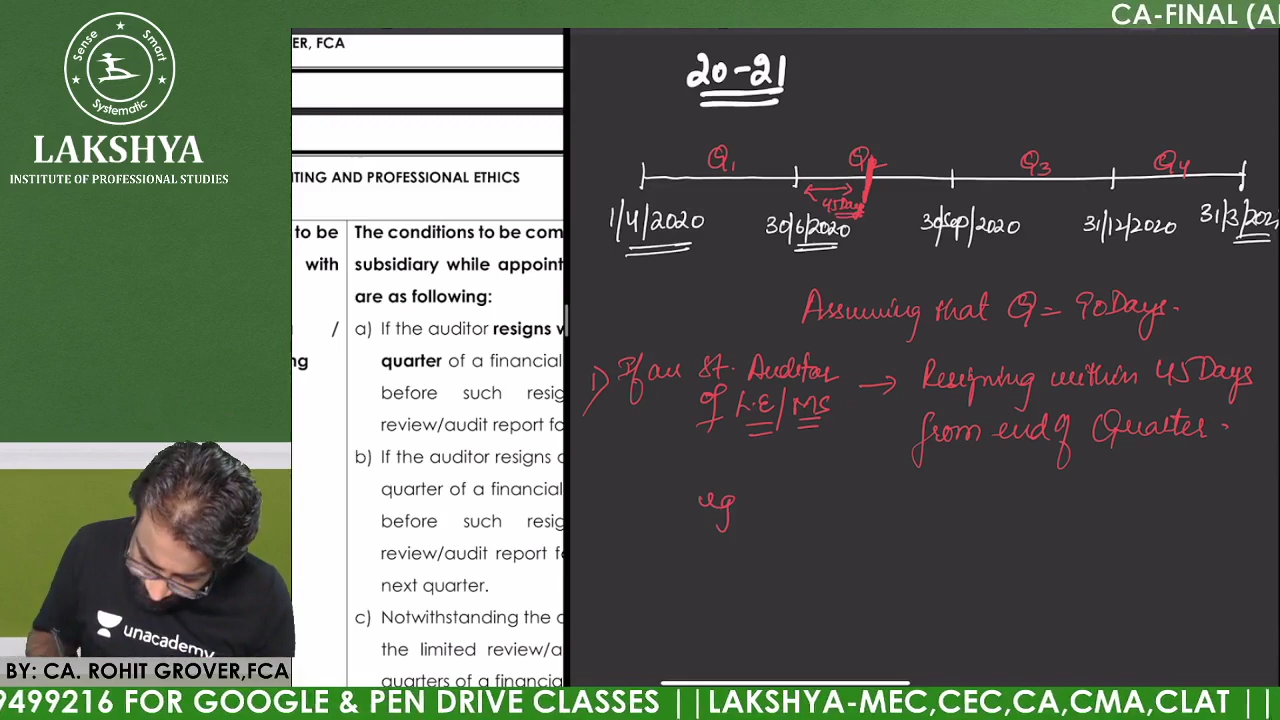 CA-FINAL (A
Sense
Smart
Systematic
LAKSHYA
INSTITUTE OF PROFESSIONAL STUDIES
ER, FCA
TING AND PROFESSIONAL ETHICS
to be
with
/
ng
The conditions to be com
subsidiary while appoint
are as following:
a) If the auditor resigns w
quarter of a financial
before such resig
review/audit report fo
b) If the auditor resigns a
quarter of a financial
before such resig
review/audit report fo
next quarter.
c) Notwithstanding the a
the limited review/a
quarters of a financia
20-21
Q1 Q2 Q3 Q4
45 Days
1/4/2020 30/6/2020 30/Sep/2020 31/12/2020 31/3/202
Assuming that Q = 90 Days.
1) If an St. Auditor → Resigning within 45 Days
of L.E/MS from end of Quarter.
eg
unacademy
BY: CA. ROHIT GROVER,FCA
9499216 FOR GOOGLE & PEN DRIVE CLASSES ||LAKSHYA-MEC,CEC,CA,CMA,CLAT ||